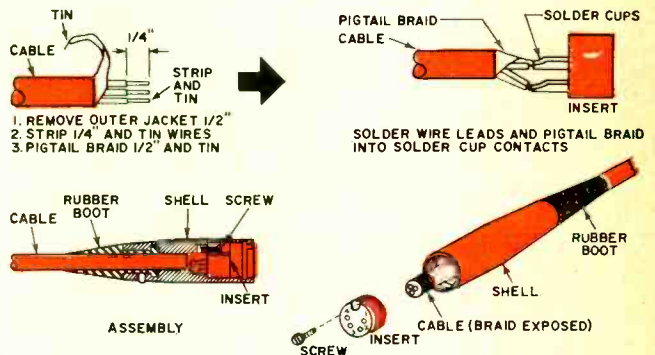 TIN
CABLE
1/4"
STRIP
AND
TIN
1. REMOVE OUTER JACKET 1/2"
2. STRIP 1/4" AND TIN WIRES
3. PIGTAIL BRAID 1/2" AND TIN
PIGTAIL BRAID
SOLDER CUPS
CABLE
INSERT
SOLDER WIRE LEADS AND PIGTAIL BRAID
INTO SOLDER CUP CONTACTS
CABLE
RUBBER
BOOT
SHELL
SCREW
INSERT
ASSEMBLY
RUBBER
BOOT
SHELL
CABLE (BRAID EXPOSED)
INSERT
SCREW